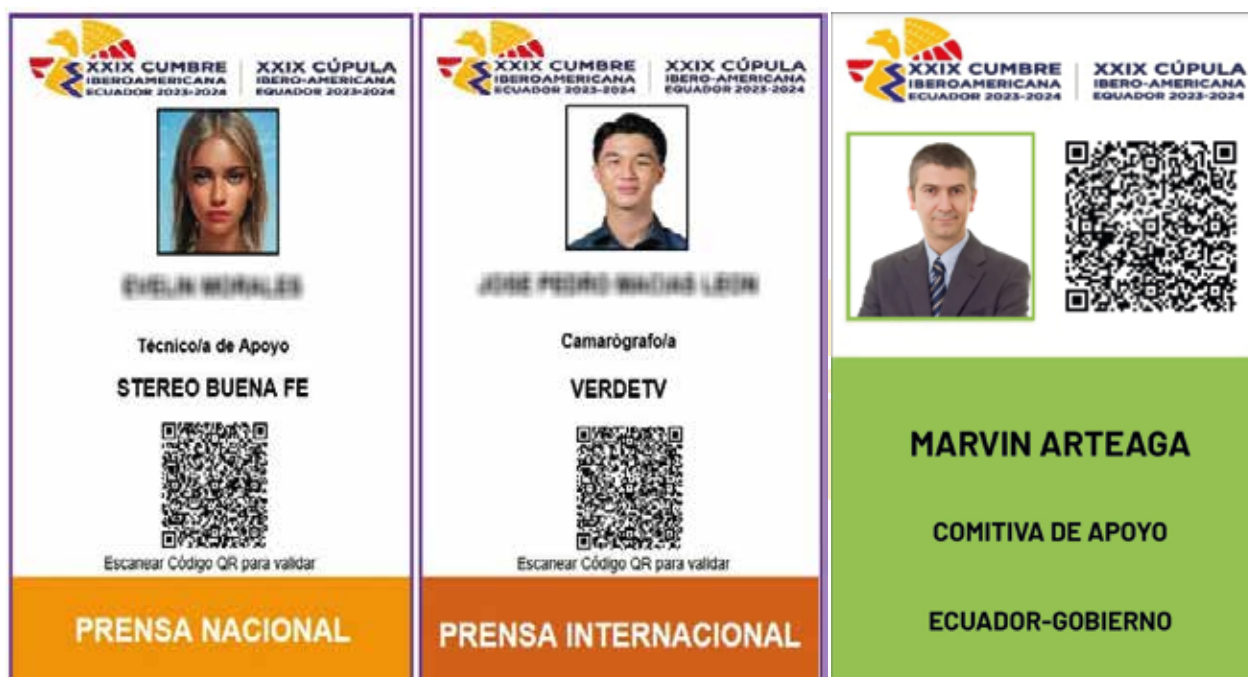 XXIX CUMBRE
IBEROAMERICANA
ECUADOR 2023-2024
XXIX CÚPULA
IBERO-AMERICANA
EQUADOR 2023-2024
Técnico/a de Apoyo
STEREO BUENA FE
Escanear Código QR para validar
PRENSA NACIONAL
XXIX CUMBRE
IBEROAMERICANA
ECUADOR 2023-2024
XXIX CÚPULA
IBERO-AMERICANA
EQUADOR 2023-2024
Camarógrafo/a
VERDETV
Escanear Código QR para validar
PRENSA INTERNACIONAL
XXIX CUMBRE
IBEROAMERICANA
ECUADOR 2023-2024
XXIX CÚPULA
IBERO-AMERICANA
EQUADOR 2023-2024
MARVIN ARTEAGA
COMITIVA DE APOYO
ECUADOR-GOBIERNO